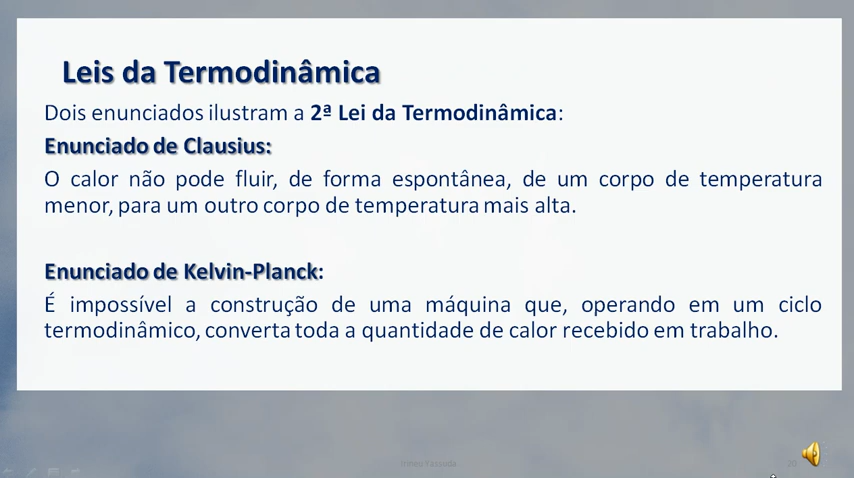 Leis da Termodinâmica
Dois enunciados ilustram a 2ª Lei da Termodinâmica:
Enunciado de Clausius:
O calor não pode fluir, de forma espontânea, de um corpo de temperatura
menor, para um outro corpo de temperatura mais alta.
Enunciado de Kelvin-Planck:
É impossível a construção de uma máquina que, operando em um ciclo
termodinâmico, converta toda a quantidade de calor recebido em trabalho.
20